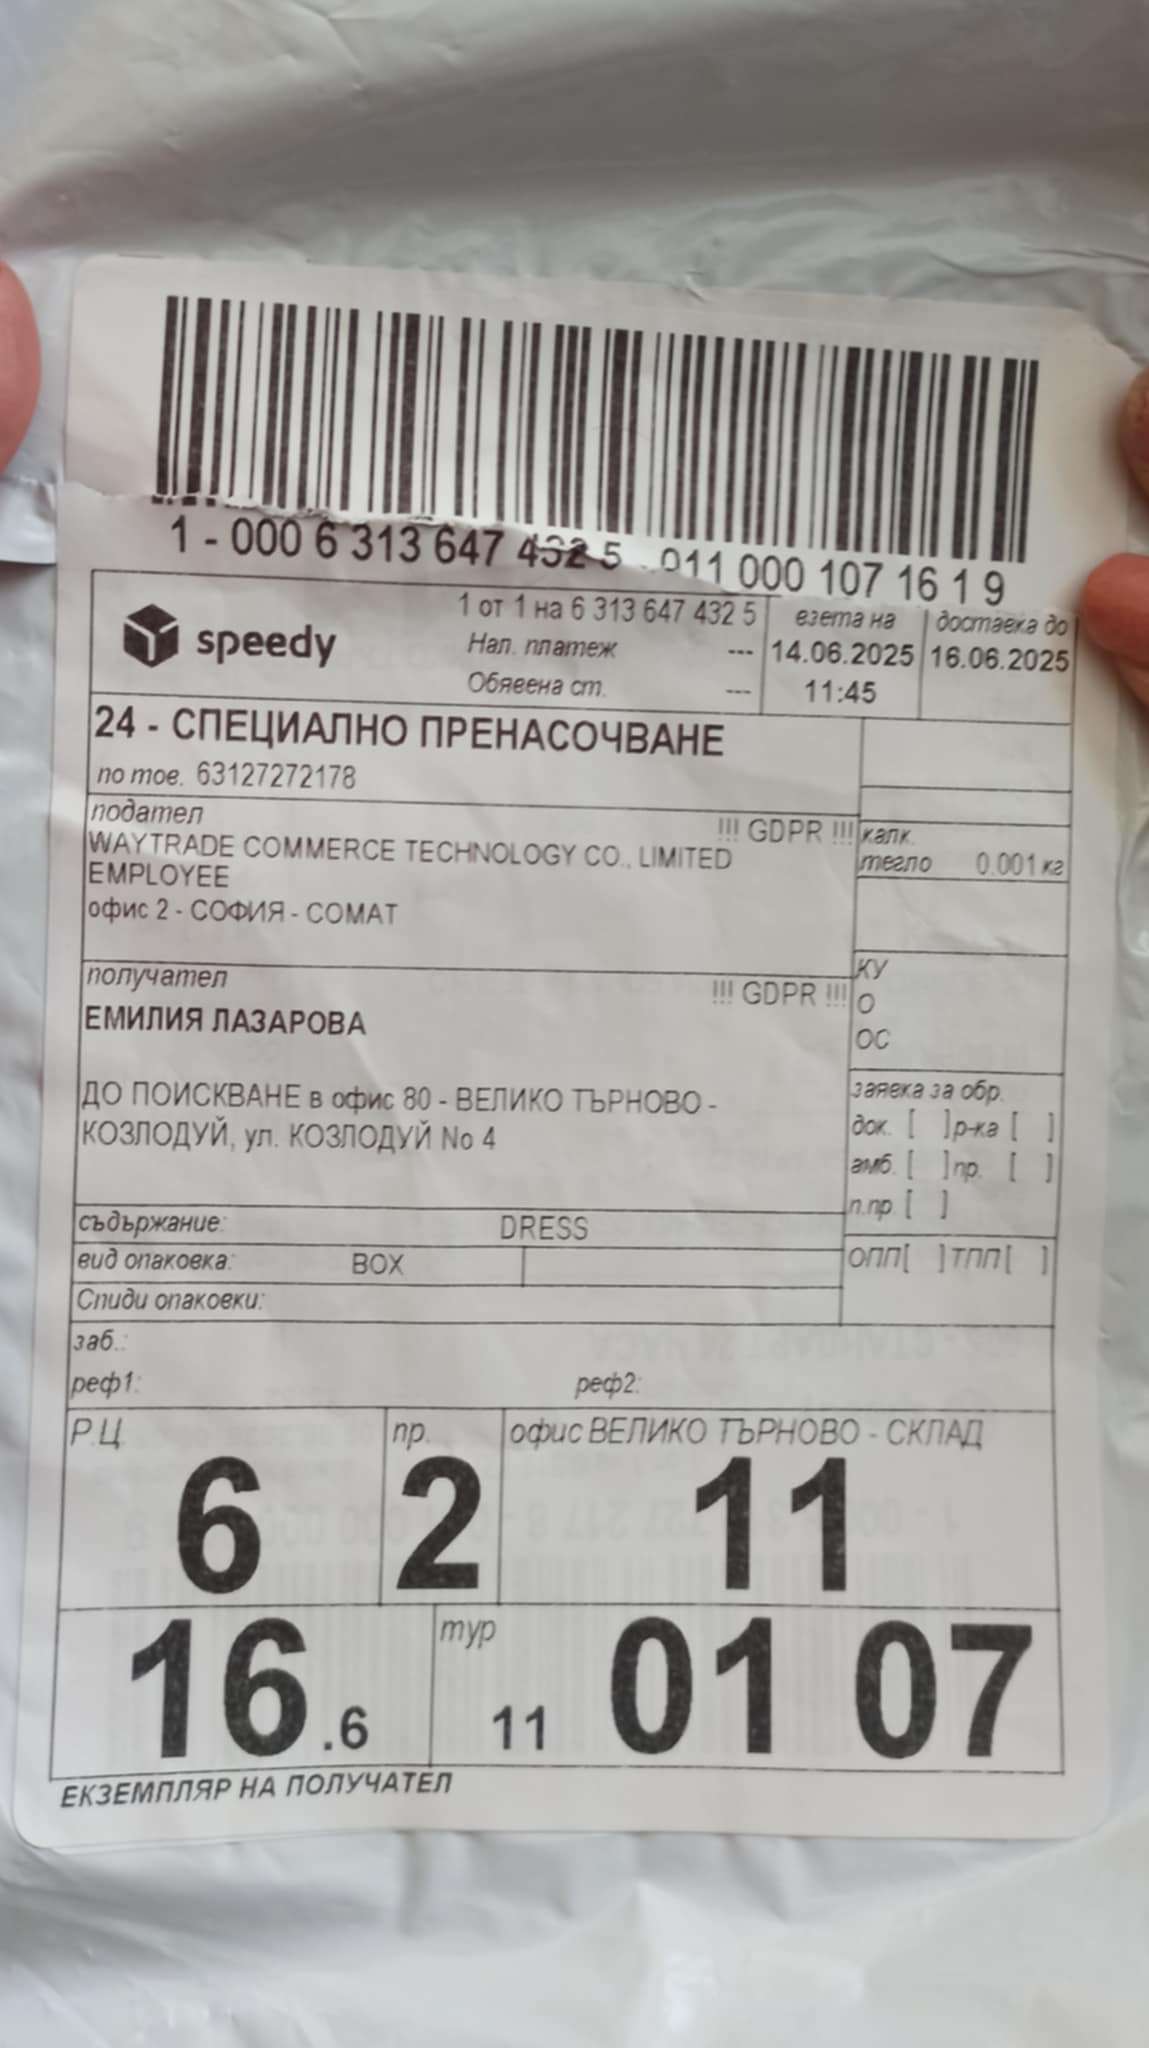 1 - 000 6 313 647 432 5 011 000 107 1619
speedy
1 от 1 на 6 313 647 432 5
Нал. платеж ---
Обявена ст. ---
взета на
14.06.2025
11:45
доставка до
16.06.2025
24 - СПЕЦИАЛНО ПРЕНАСОЧВАНЕ
по тов. 63127272178
подател !!! GDPR !!!
WAYTRADE COMMERCE TECHNOLOGY CO., LIMITED
EMPLOYEE
офис 2 - СОФИЯ - СОМАТ
калк.
тегло 0.001 кг
получател !!! GDPR !!!
ЕМИЛИЯ ЛАЗАРОВА
ДО ПОИСКВАНЕ в офис 80 - ВЕЛИКО ТЪРНОВО -
КОЗЛОДУЙ, ул. КОЗЛОДУЙ No 4
КУ
О
ОС
заявка за обр.
док. [ ] р-ка [ ]
амб. [ ] пр. [ ]
п.пр [ ]
ОПП [ ] ТПП [ ]
съдържание: DRESS
вид опаковка: BOX
Спиди опаковки:
заб.:
реф1: реф2:
Р.Ц. пр. офис ВЕЛИКО ТЪРНОВО - СКЛАД
6 2 11
16.6 тур 11 01 07
ЕКЗЕМПЛЯР НА ПОЛУЧАТЕЛ